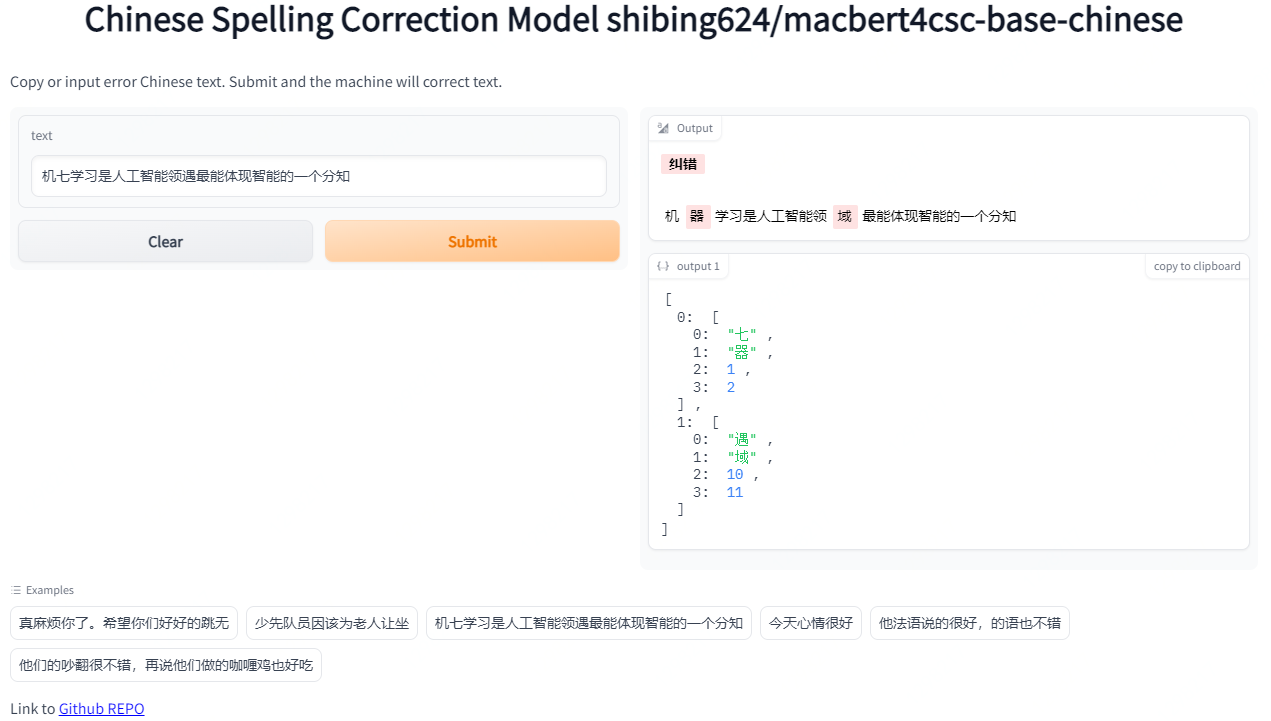 Chinese Spelling Correction Model shibing624/macbert4csc-base-chinese
Copy or input error Chinese text. Submit and the machine will correct text.
text
机七学习是人工智能领遇最能体现智能的一个分知
Clear
Submit
Output
纠错
机 器 学习是人工智能领 域 最能体现智能的一个分知
{··} output 1
copy to clipboard
[
0: [
0: "七" ,
1: "器" ,
2: 1 ,
3: 2
] ,
1: [
0: "遇" ,
1: "域" ,
2: 10 ,
3: 11
]
]
Examples
真麻烦你了。希望你们好好的跳无
少先队员因该为老人让坐
机七学习是人工智能领遇最能体现智能的一个分知
今天心情很好
他法语说的很好，的语也不错
他们的吵翻很不错，再说他们做的咖喱鸡也好吃
Link to Github REPO